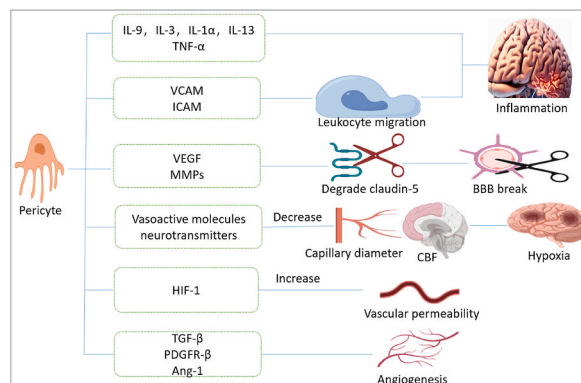 IL-9, IL-3, IL-1α, IL-13
TNF-α
Inflammation
VCAM
ICAM
Leukocyte migration
Pericyte
VEGF
MMPs
Degrade claudin-5
BBB break
Vasoactive molecules
neurotransmitters
Decrease
Capillary diameter
CBF
Hypoxia
HIF-1
Increase
Vascular permeability
TGF-β
PDGFR-β
Ang-1
Angiogenesis